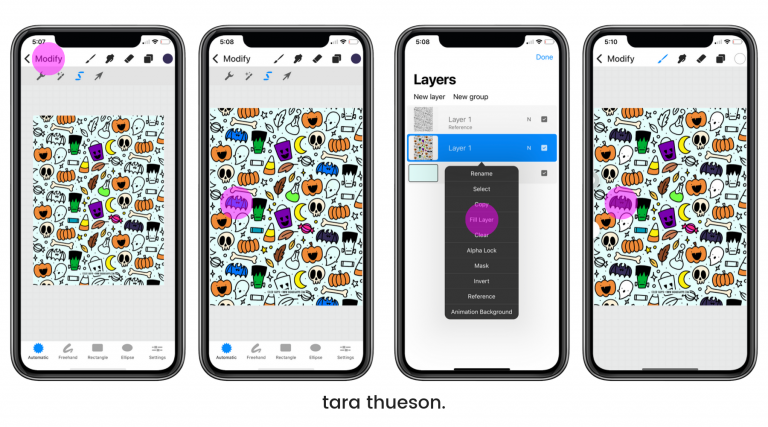 5:07
Modify
Automatic Freehand Rectangle Ellipse Settings
5:08
Modify
Automatic Freehand Rectangle Ellipse Settings
5:08
Done
Layers
New layer New group
Layer 1 N
Reference
Layer 1 N
Rename
Select
Copy
Fill Layer
Clear
Alpha Lock
Mask
Invert
Reference
Animation Background
5:10
Modify
tara thueson.